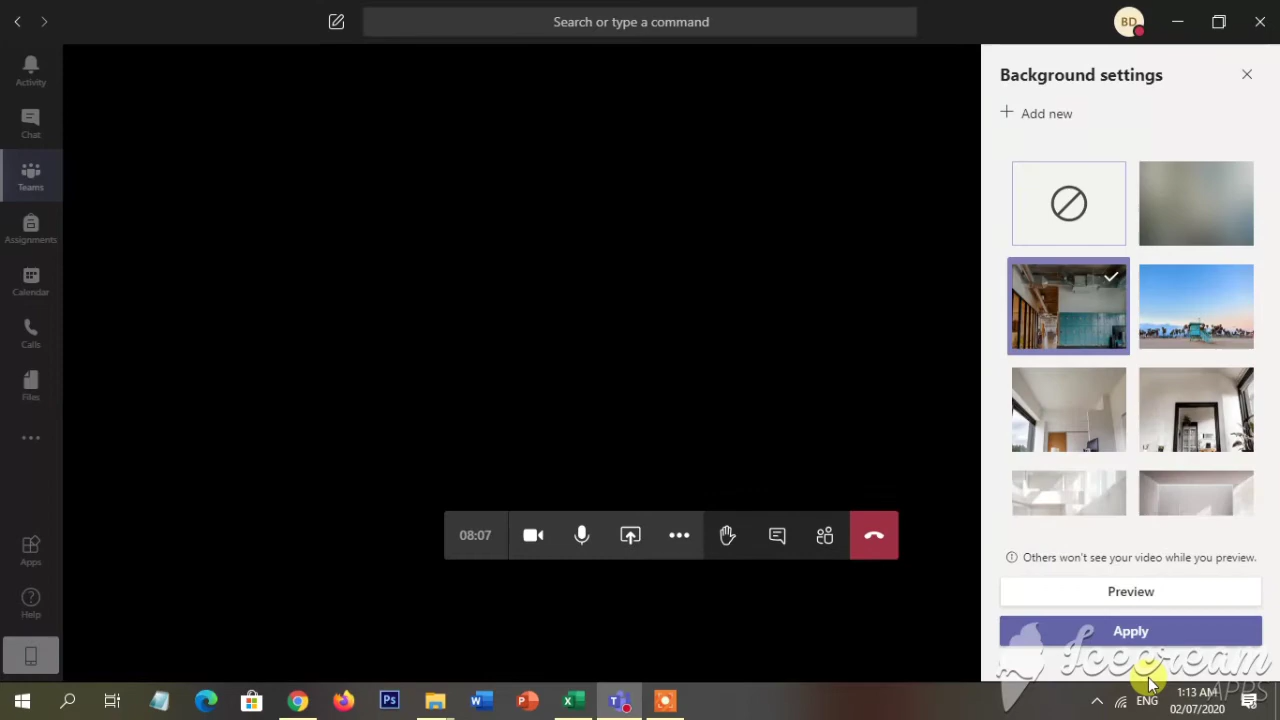 Search or type a command
BD
Activity
Chat
Teams
Assignments
Calendar
Calls
Files
Apps
Help
08:07
Background settings
Add new
Others won't see your video while you preview.
Preview
Apply
Icecream
APPS
Ps
W
P
X
T
ENG
1:13 AM
02/07/2020